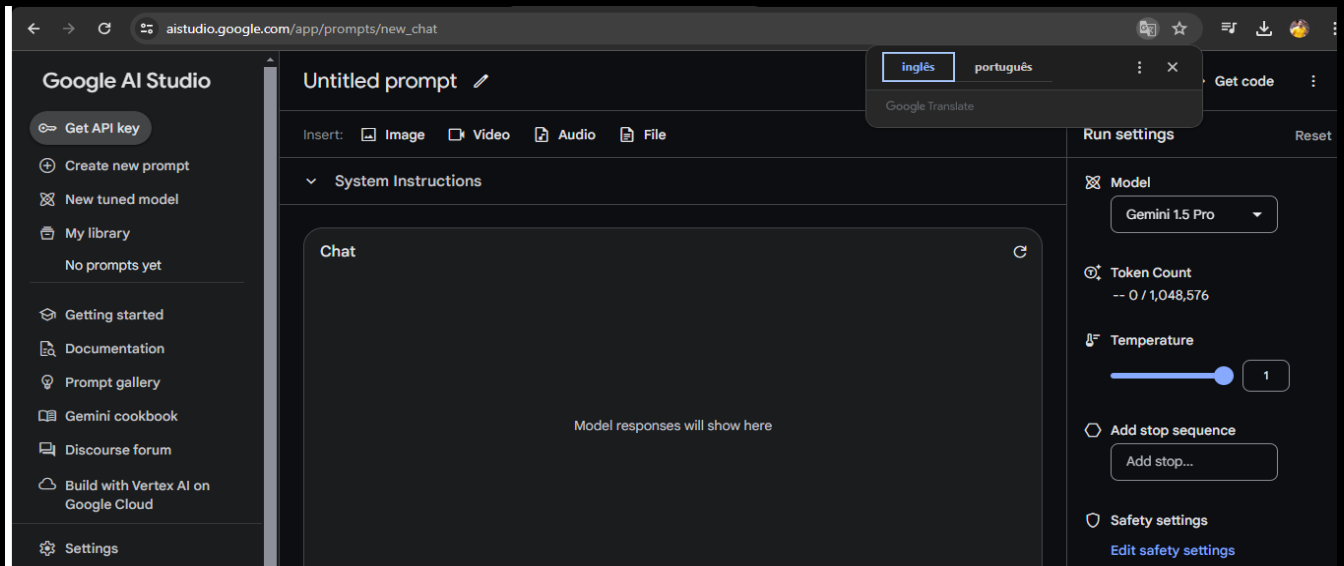 aistudio.google.com/app/prompts/new_chat
Google AI Studio
Get API key
Create new prompt
New tuned model
My library
No prompts yet
Getting started
Documentation
Prompt gallery
Gemini cookbook
Discourse forum
Build with Vertex AI on
Google Cloud
Settings
Untitled prompt
inglês português
Google Translate
Get code
Insert: Image Video Audio File
System Instructions
Chat
Model responses will show here
Run settings Reset
Model
Gemini 1.5 Pro
Token Count
-- 0 / 1,048,576
Temperature
1
Add stop sequence
Add stop...
Safety settings
Edit safety settings